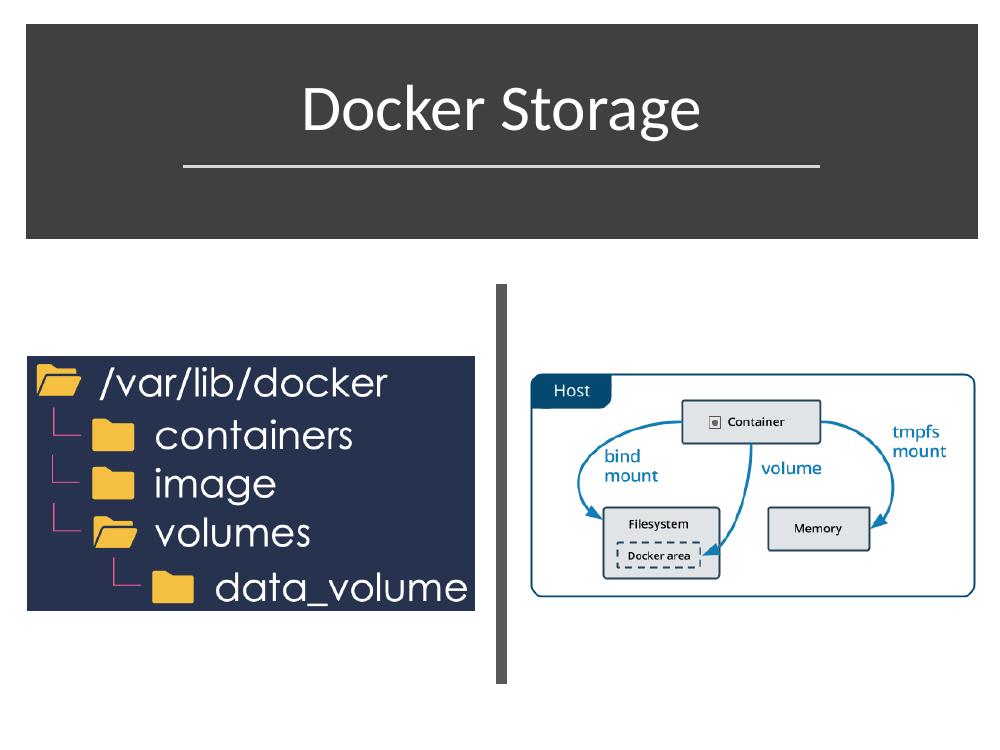 Docker Storage
/var/lib/docker
containers
image
volumes
data_volume
Host
Container
bind
mount
volume
tmpfs
mount
Filesystem
Docker area
Memory